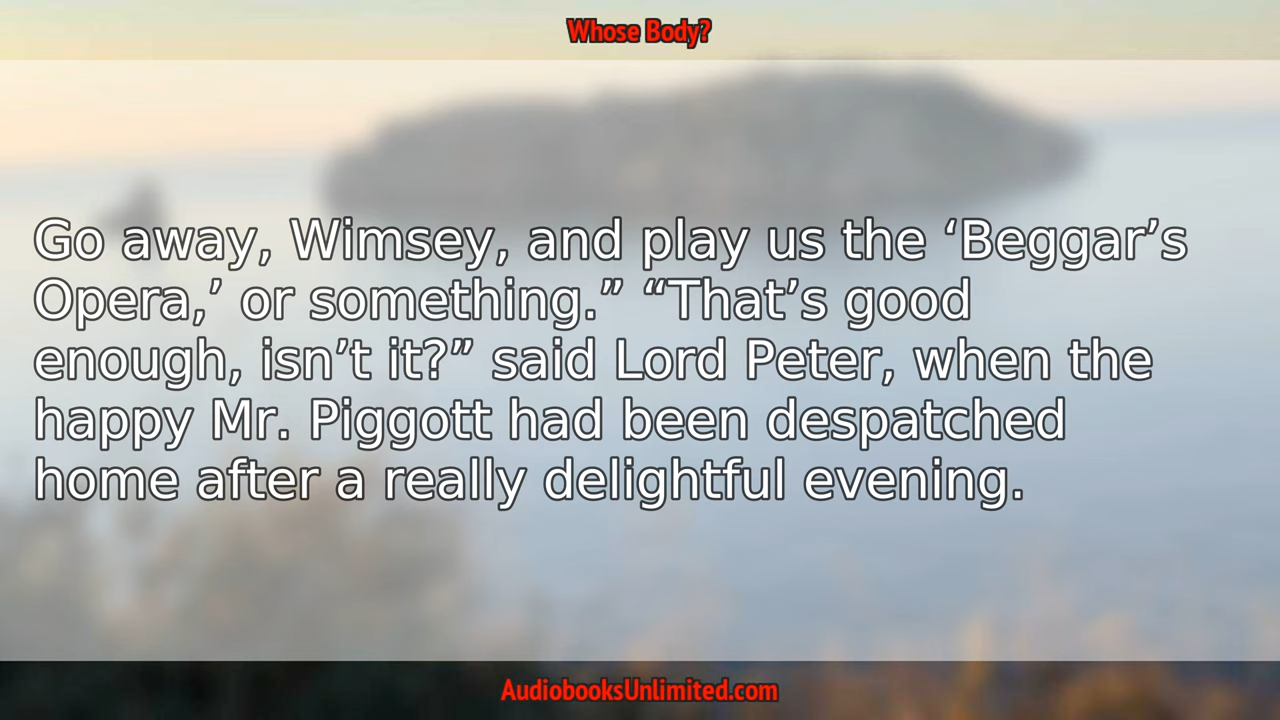 Whose Body?
Go away, Wimsey, and play us the ‘Beggar’s
Opera,’ or something.” “That’s good
enough, isn’t it?” said Lord Peter, when the
happy Mr. Piggott had been despatched
home after a really delightful evening.
AudiobooksUnlimited.com